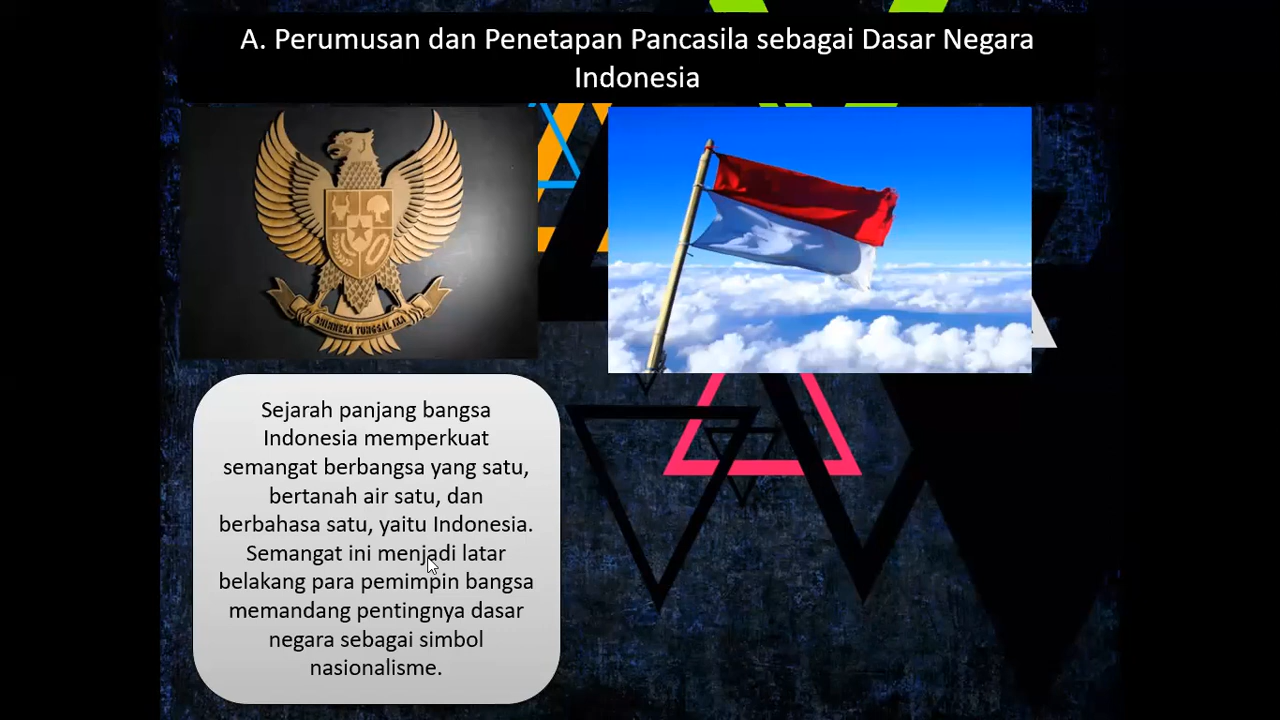 A. Perumusan dan Penetapan Pancasila sebagai Dasar Negara
Indonesia
BHINNEKA TUNGGAL IKA
Sejarah panjang bangsa
Indonesia memperkuat
semangat berbangsa yang satu,
bertanah air satu, dan
berbahasa satu, yaitu Indonesia.
Semangat ini menjadi latar
belakang para pemimpin bangsa
memandang pentingnya dasar
negara sebagai simbol
nasionalisme.